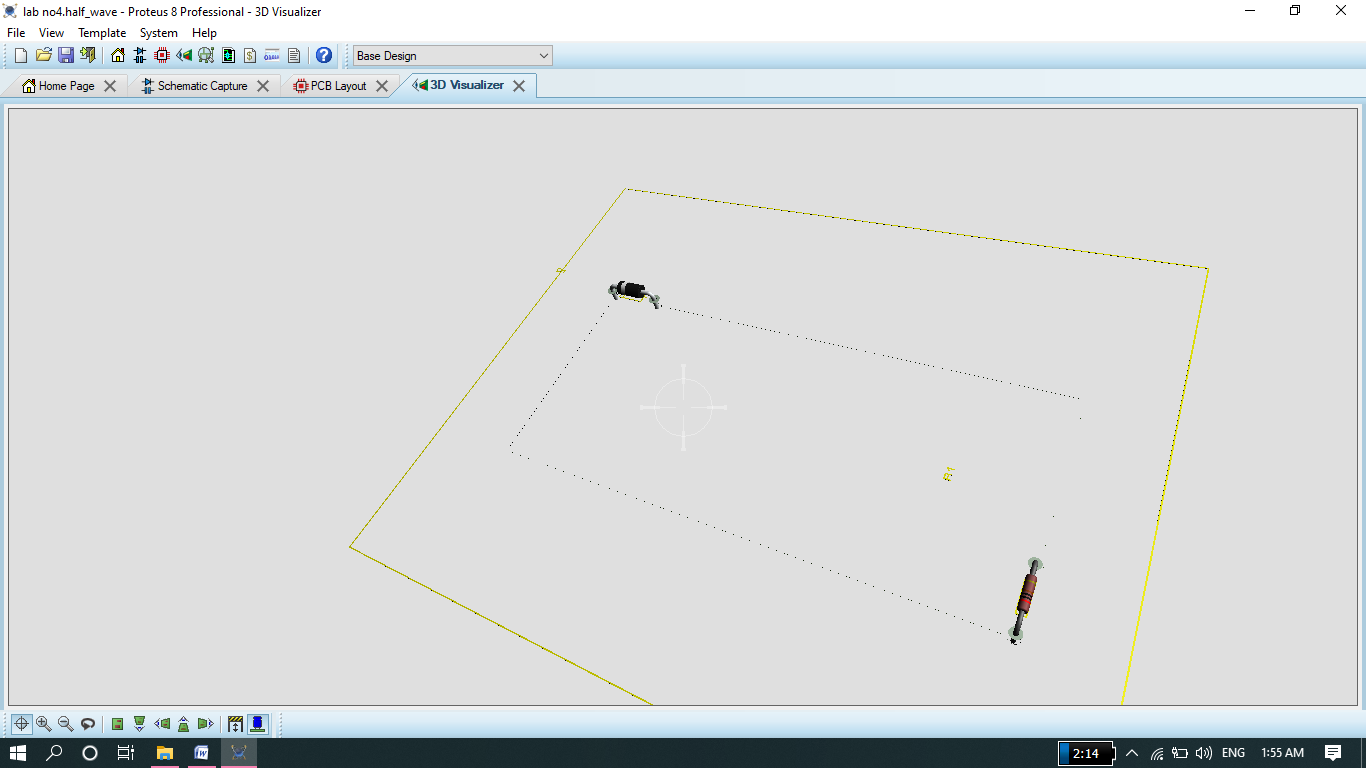 lab no4.half_wave - Proteus 8 Professional - 3D Visualizer
File View Template System Help
Base Design
Home Page Schematic Capture PCB Layout 3D Visualizer
2:14 ENG 1:55 AM